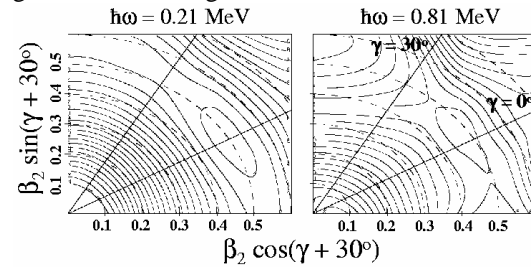 ħω = 0.21 MeV
ħω = 0.81 MeV
γ = 30°
γ = 0°
β₂ sin(γ + 30°)
0.5
0.4
0.3
0.2
0.1
0.1 0.2 0.3 0.4 0.5
0.1 0.2 0.3 0.4 0.5
β₂ cos(γ + 30°)